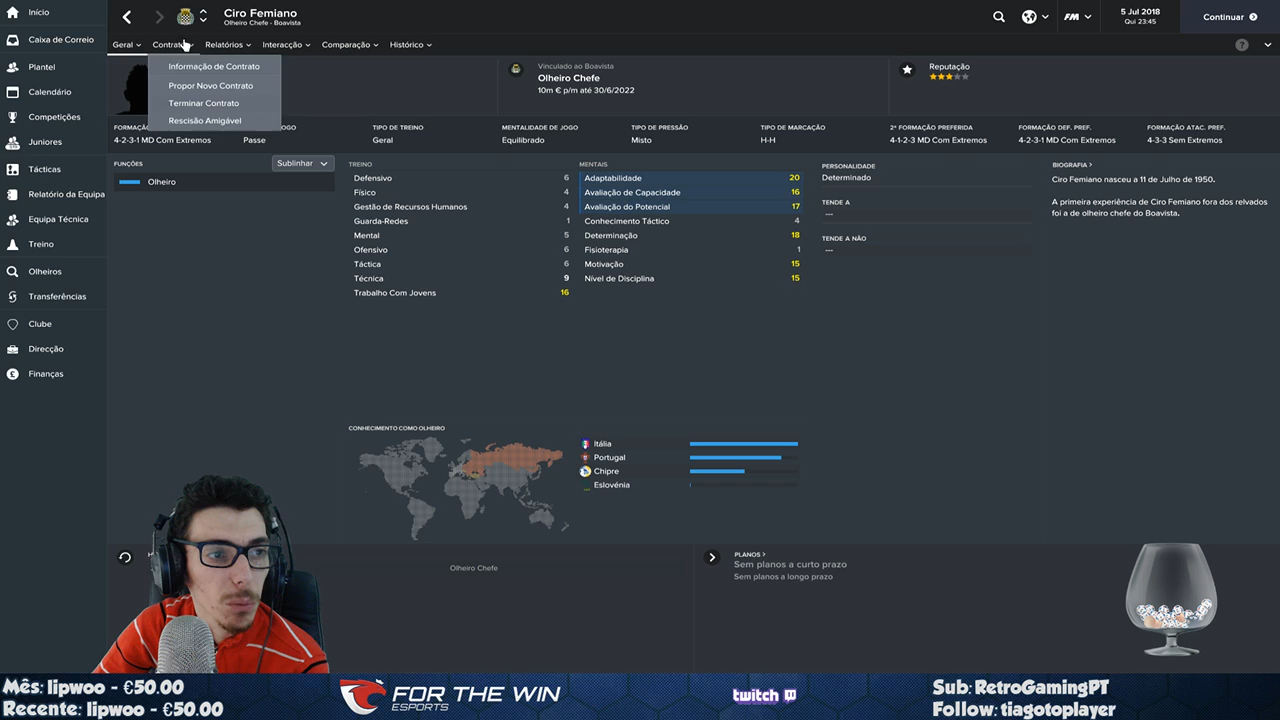 Início
Ciro Femiano
Olheiro Chefe - Boavista
5 Jul 2018
Qui 23:45
Continuar
FM
Caixa de Correio
Geral
Relatórios
Interacção
Comparação
Histórico
?
Plantel
Calendário
Competições
Juniores
Tácticas
Relatório da Equipa
Equipa Técnica
Treino
Olheiros
Transferências
Clube
Direcção
Finanças
Informação de Contrato
Propor Novo Contrato
Terminar Contrato
Rescisão Amigável
Vinculado ao Boavista
Olheiro Chefe
10m € p/m até 30/6/2022
Reputação
4-2-3-1 MD Com Extremos
Passe
TIPO DE TREINO
Geral
MENTALIDADE DE JOGO
Equilibrado
TIPO DE PRESSÃO
Misto
TIPO DE MARCAÇÃO
H-H
2ª FORMAÇÃO PREFERIDA
4-2-3-1 MD Com Extremos
FORMAÇÃO DEF. PREF.
4-1-2-3 MD Com Extremos
FORMAÇÃO ATAC. PREF.
4-3-3 Sem Extremos
FUNÇÕES
Sublinhar
Olheiro
TREINO
Defensivo 6
Físico 4
Gestão de Recursos Humanos 4
Guarda-Redes 1
Mental 5
Ofensivo 6
Táctica 6
Técnica 9
Trabalho Com Jovens 16
MENTAIS
Adaptabilidade 20
Avaliação de Capacidade 16
Avaliação do Potencial 17
Conhecimento Táctico 4
Determinação 18
Fisioterapia 1
Motivação 15
Nível de Disciplina 15
PERSONALIDADE
Determinado
TENDE A
---
TENDE A NÃO
---
BIOGRAFIA >
Ciro Femiano nasceu a 11 de Julho de 1950.
A primeira experiência de Ciro Femiano fora dos relvados
foi a de olheiro chefe do Boavista.
CONHECIMENTO COMO OLHEIRO
Itália
Portugal
Chipre
Eslovénia
Olheiro Chefe
PLANOS >
Sem planos a curto prazo
Sem planos a longo prazo
Mês: lipwoo - €50.00
Recente: lipwoo - €50.00
FOR THE WIN
ESPORTS
twitch
Sub: RetroGamingPT
Follow: tiagotoplayer